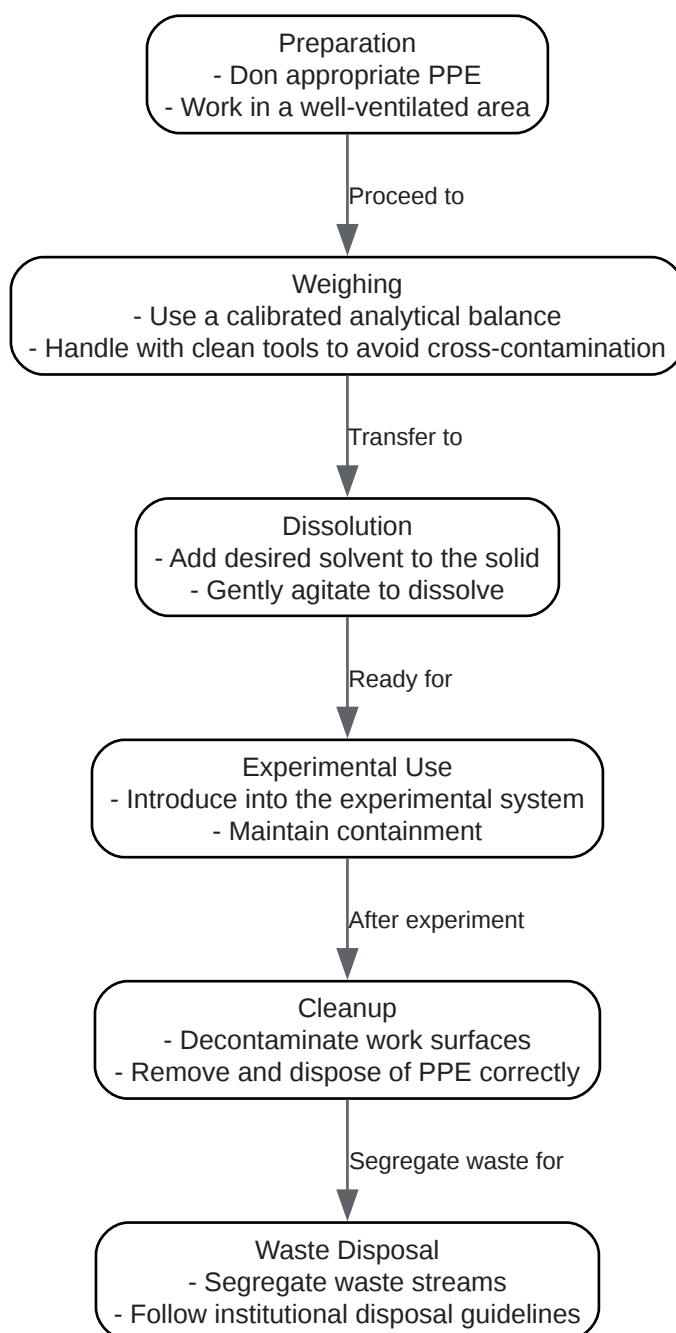 Preparation
- Don appropriate PPE
- Work in a well-ventilated area
Proceed to
Weighing
- Use a calibrated analytical balance
- Handle with clean tools to avoid cross-contamination
Transfer to
Dissolution
- Add desired solvent to the solid
- Gently agitate to dissolve
Ready for
Experimental Use
- Introduce into the experimental system
- Maintain containment
After experiment
Cleanup
- Decontaminate work surfaces
- Remove and dispose of PPE correctly
Segregate waste for
Waste Disposal
- Segregate waste streams
- Follow institutional disposal guidelines